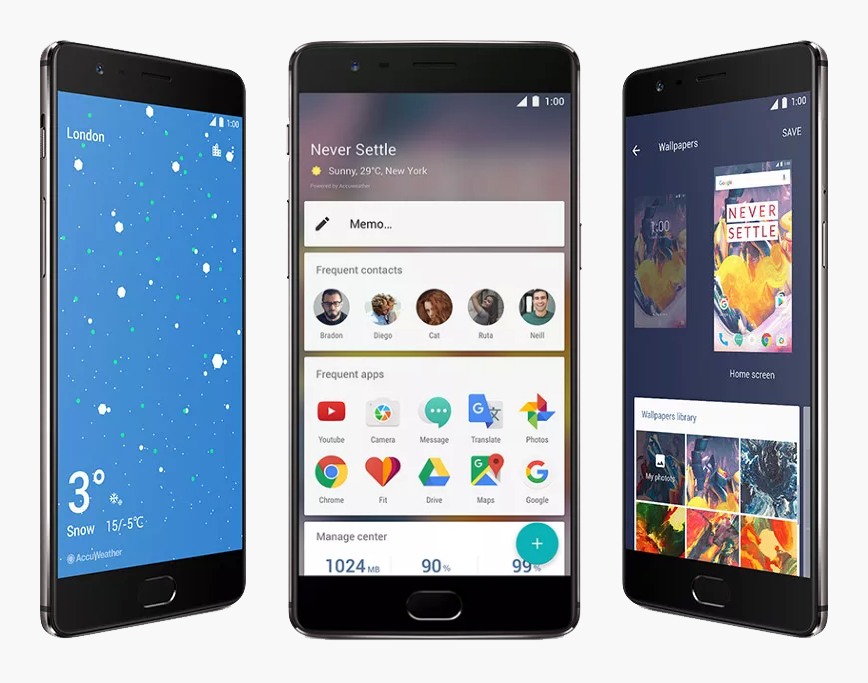 London
1:00
3°
Snow 15/-5°C
AccuWeather
1:00
Never Settle
Sunny, 29°C, New York
Powered by AccuWeather
Memo...
Frequent contacts
Bradon Diego Cat Ruta Neill
Frequent apps
Youtube Camera Message Translate Photos
Chrome Fit Drive Maps Google
Manage center
1024 MB 90% 99%
1:00
SAVE
Wallpapers
Google
1:00
NEVER
SETTLE
Home screen
Wallpapers library
My photos